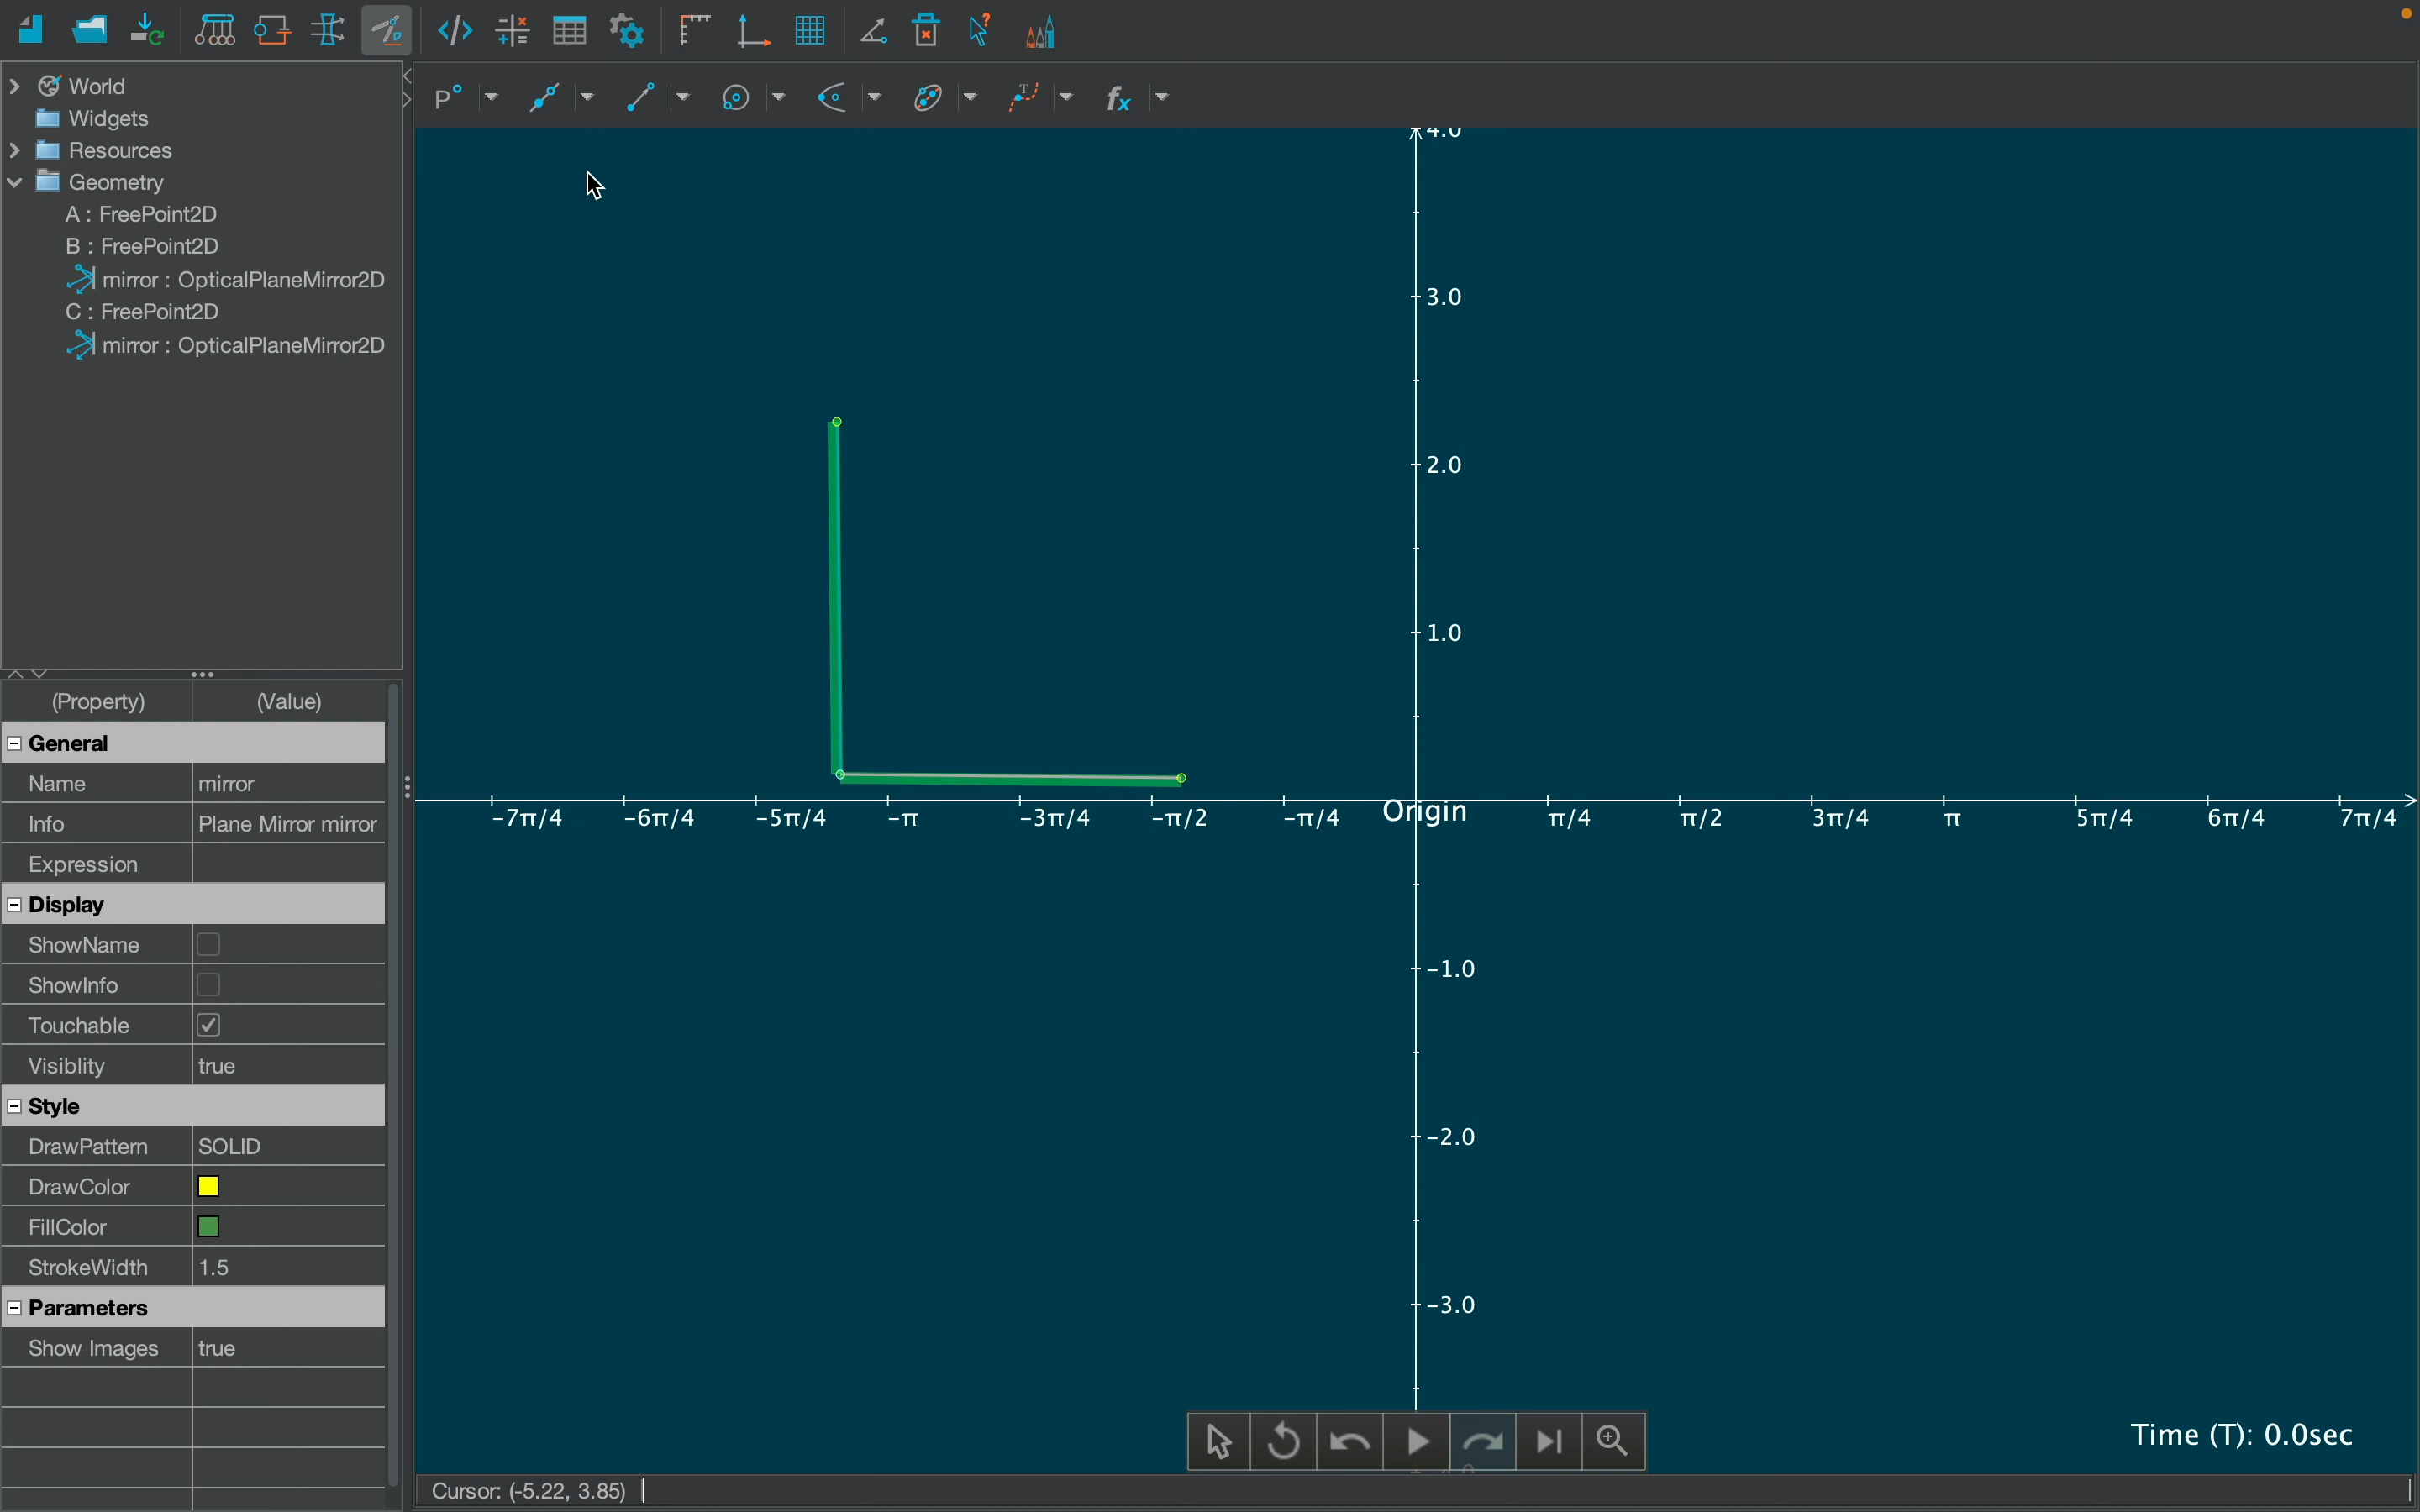 P°
T
fx
World
Widgets
Resources
Geometry
A : FreePoint2D
B : FreePoint2D
mirror : OpticalPlaneMirror2D
C : FreePoint2D
mirror : OpticalPlaneMirror2D
(Property) (Value)
General
Name mirror
Info Plane Mirror mirror
Expression
Display
ShowName
ShowInfo
Touchable
Visiblity true
Style
DrawPattern SOLID
DrawColor
FillColor
StrokeWidth 1.5
Parameters
Show Images true
4.0
3.0
2.0
1.0
-7π/4 -6π/4 -5π/4 -π -3π/4 -π/2 -π/4 Origin π/4 π/2 3π/4 π 5π/4 6π/4 7π/4
-1.0
-2.0
-3.0
Time (T): 0.0sec
Cursor: (-5.22, 3.85)